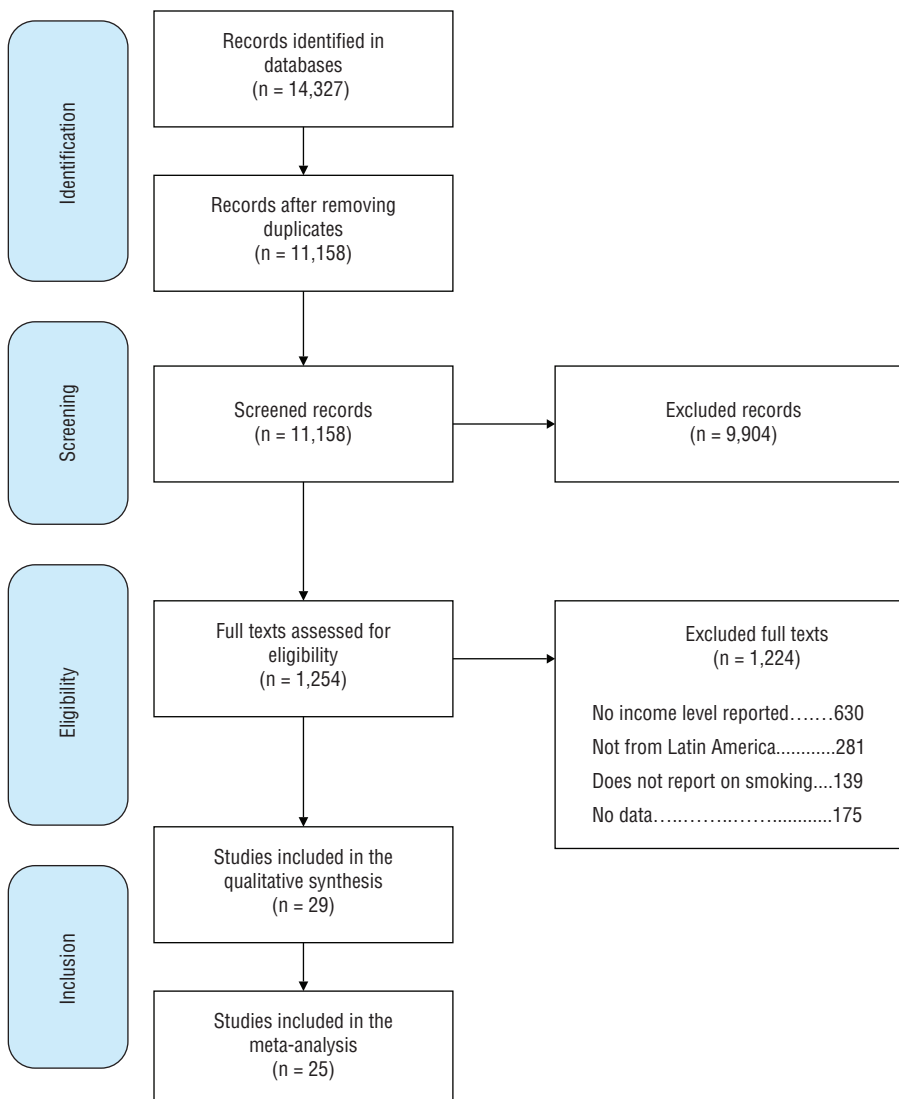 Identification
Records identified in
databases
(n = 14,327)
Records after removing
duplicates
(n = 11,158)
Screening
Screened records
(n = 11,158)
Excluded records
(n = 9,904)
Eligibility
Full texts assessed for
eligibility
(n = 1,254)
Excluded full texts
(n = 1,224)
No income level reported…….630
Not from Latin America............281
Does not report on smoking....139
No data…..……..……............175
Inclusion
Studies included in the
qualitative synthesis
(n = 29)
Studies included in the
meta-analysis
(n = 25)